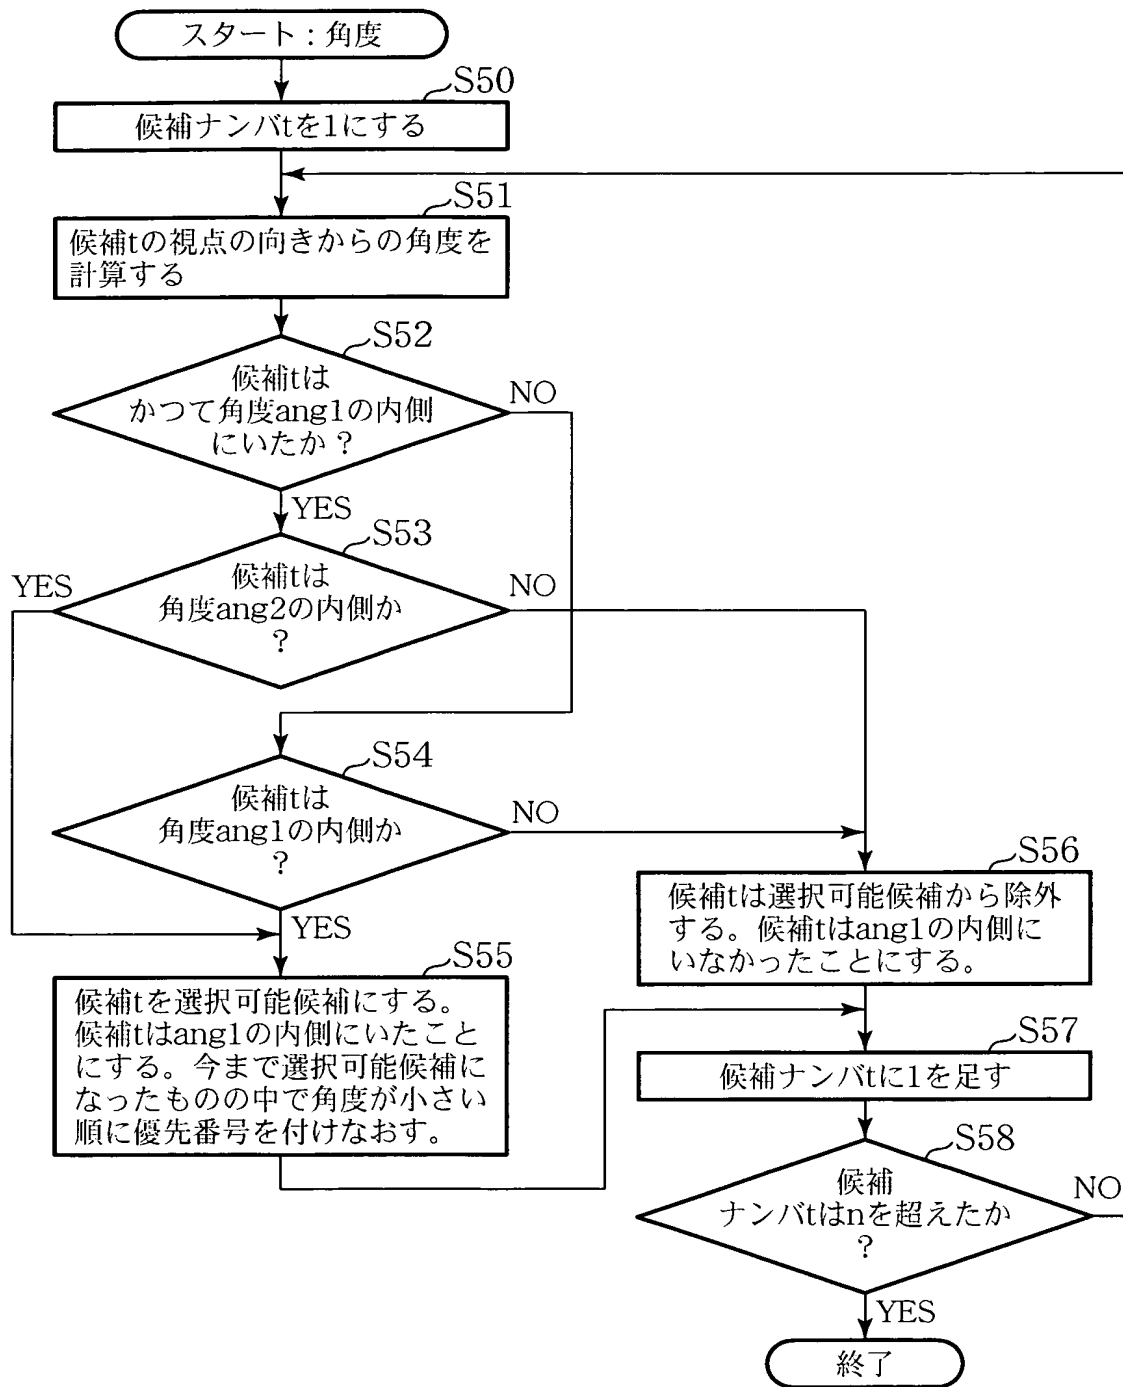 スタート：角度
S50
候補ナンバtを1にする
S51
候補tの視点の向きからの角度を
計算する
S52
候補tは
かつて角度ang1の内側
にいたか？
NO
YES
S53
候補tは
角度ang2の内側か
？
YES
NO
S54
候補tは
角度ang1の内側か
？
NO
YES
S55
候補tを選択可能候補にする。
候補tはang1の内側にいたこと
にする。今まで選択可能候補に
なったものの中で角度が小さい
順に優先番号を付けなおす。
S56
候補tは選択可能候補から除外
する。候補tはang1の内側に
いなかったことにする。
S57
候補ナンバtに1を足す
S58
候補
ナンバtはnを超えたか
？
NO
YES
終了